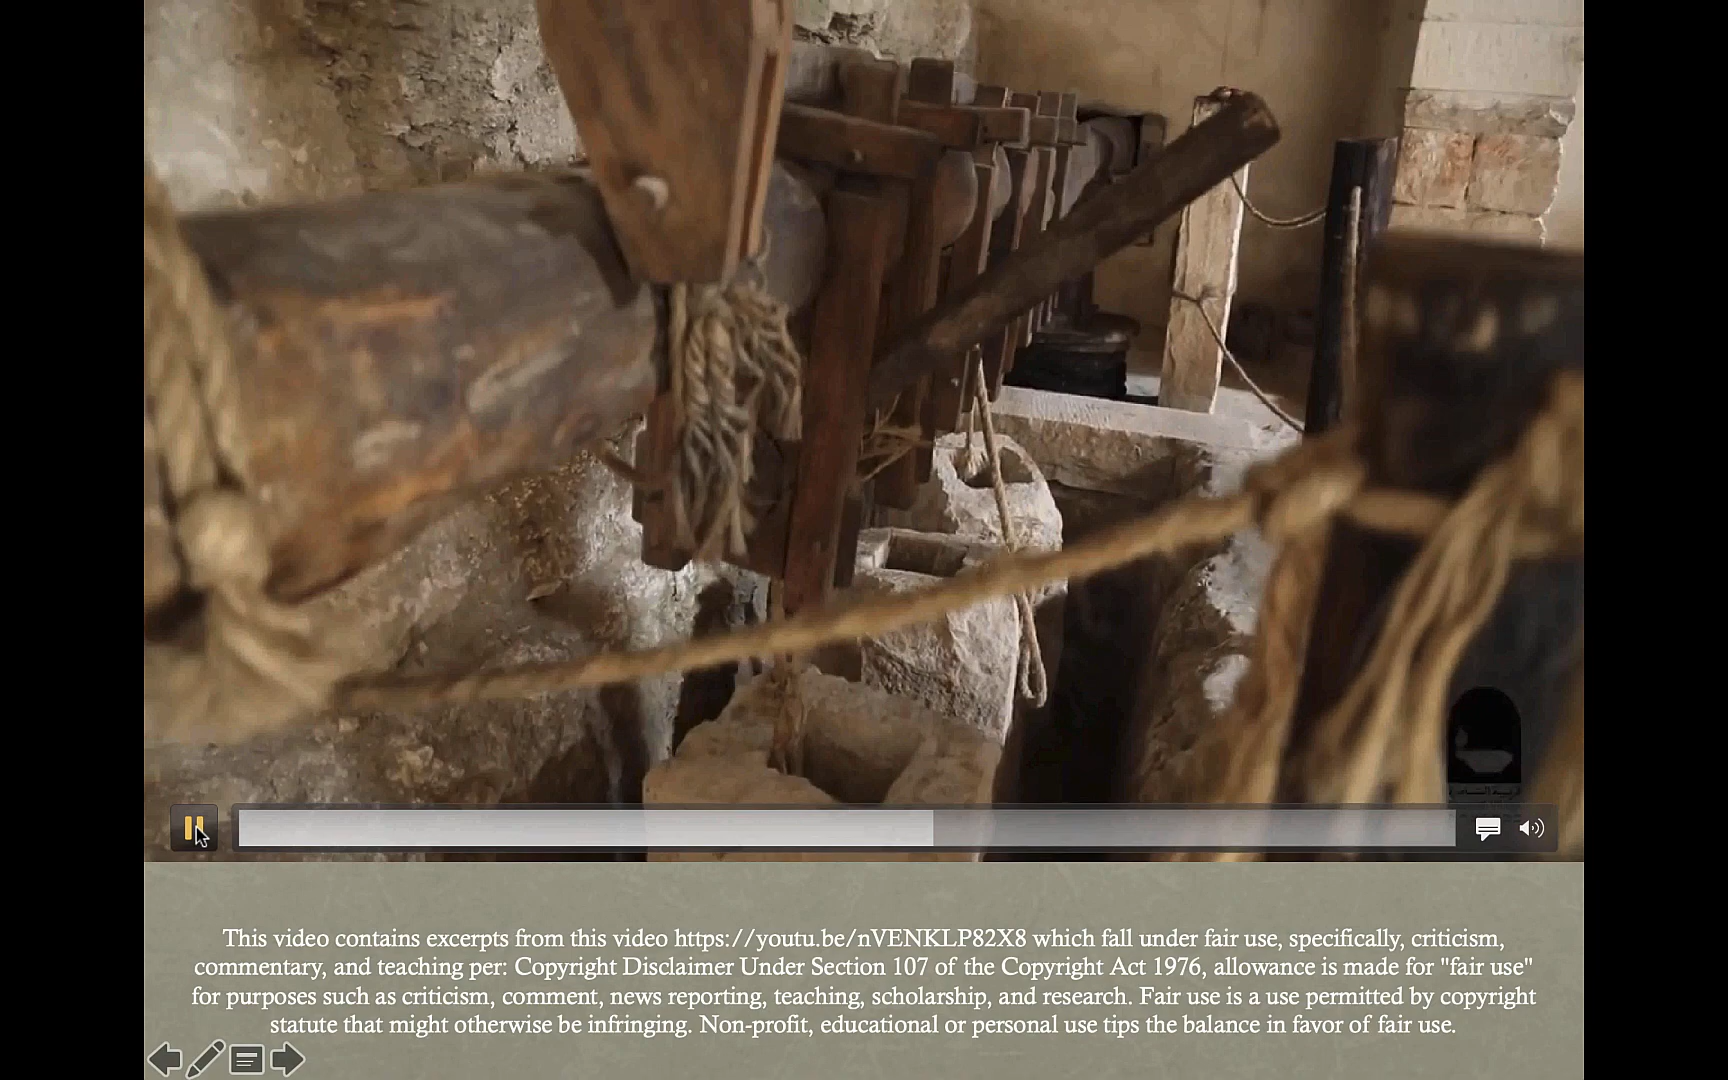 This video contains excerpts from this video https://youtu.be/nVENKLP82X8 which fall under fair use, specifically, criticism,
commentary, and teaching per: Copyright Disclaimer Under Section 107 of the Copyright Act 1976, allowance is made for "fair use"
for purposes such as criticism, comment, news reporting, teaching, scholarship, and research. Fair use is a use permitted by copyright
statute that might otherwise be infringing. Non-profit, educational or personal use tips the balance in favor of fair use.